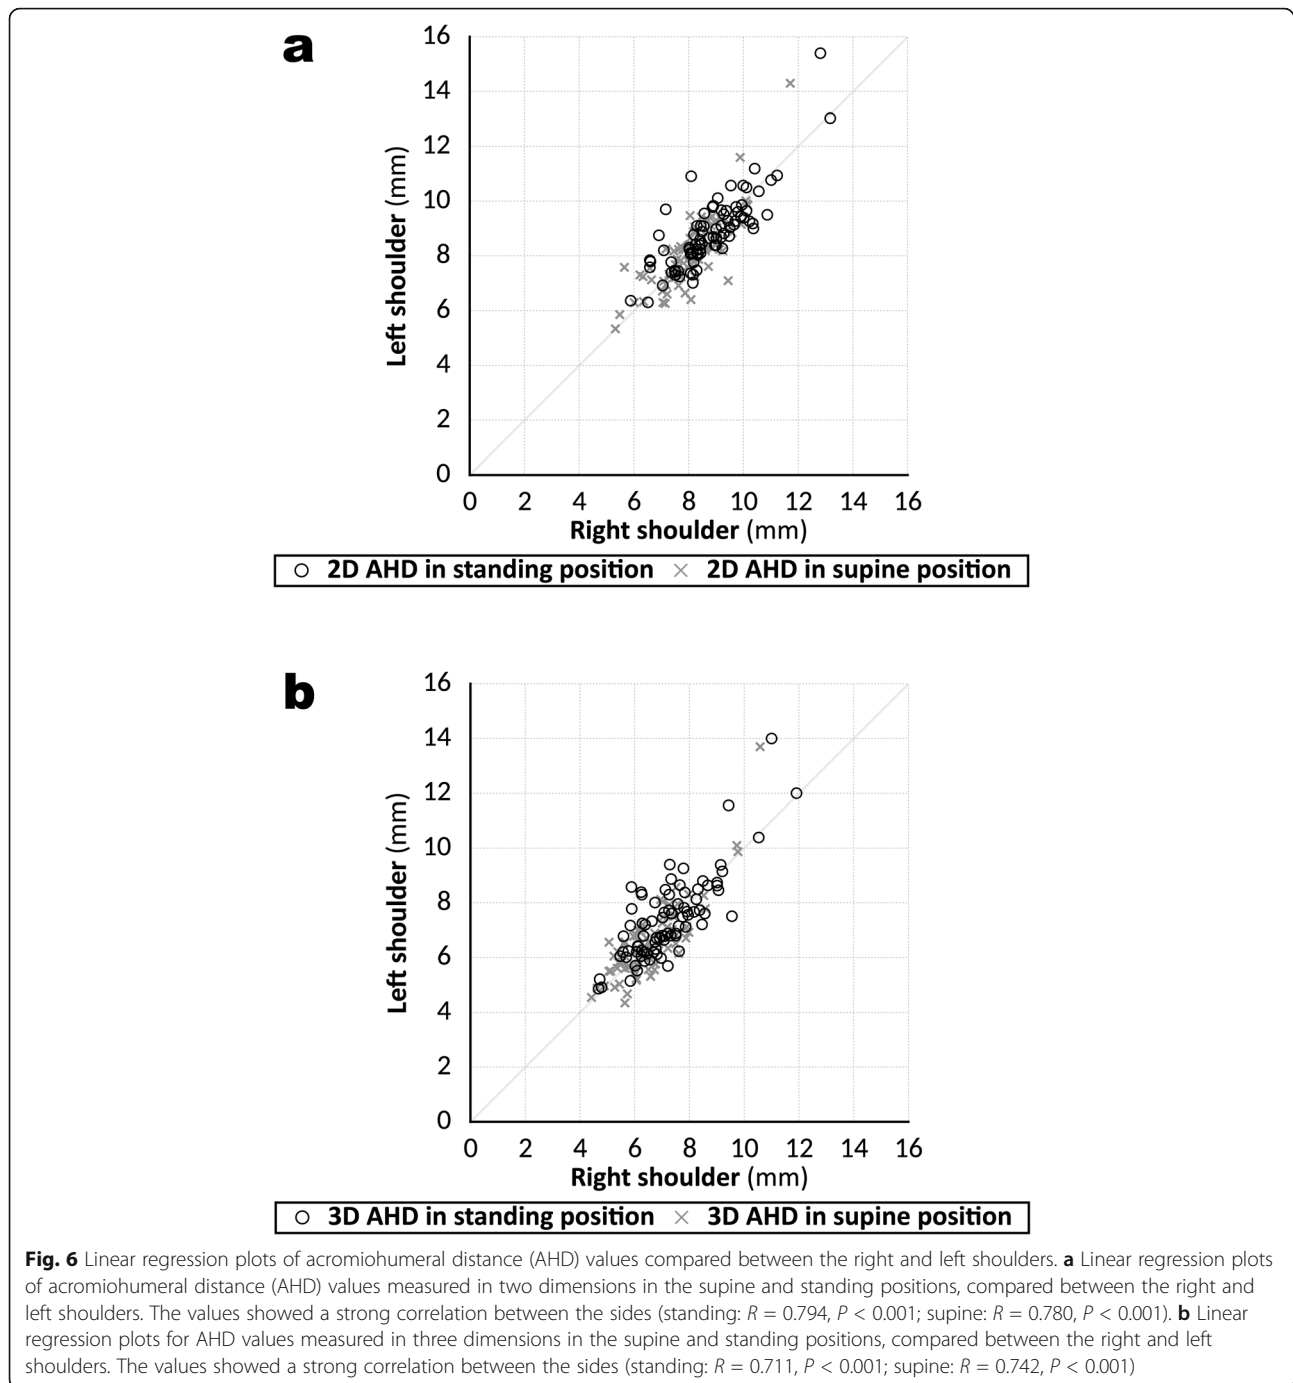 a
16
14
12
10
8
6
4
2
0
Left shoulder (mm)
0 2 4 6 8 10 12 14 16
Right shoulder (mm)
2D AHD in standing position 2D AHD in supine position
b
16
14
12
10
8
6
4
2
0
Left shoulder (mm)
0 2 4 6 8 10 12 14 16
Right shoulder (mm)
3D AHD in standing position 3D AHD in supine position
Fig. 6 Linear regression plots of acromiohumeral distance (AHD) values compared between the right and left shoulders. a Linear regression plots
of acromiohumeral distance (AHD) values measured in two dimensions in the supine and standing positions, compared between the right and
left shoulders. The values showed a strong correlation between the sides (standing: R = 0.794, P < 0.001; supine: R = 0.780, P < 0.001). b Linear
regression plots for AHD values measured in three dimensions in the supine and standing positions, compared between the right and left
shoulders. The values showed a strong correlation between the sides (standing: R = 0.711, P < 0.001; supine: R = 0.742, P < 0.001)